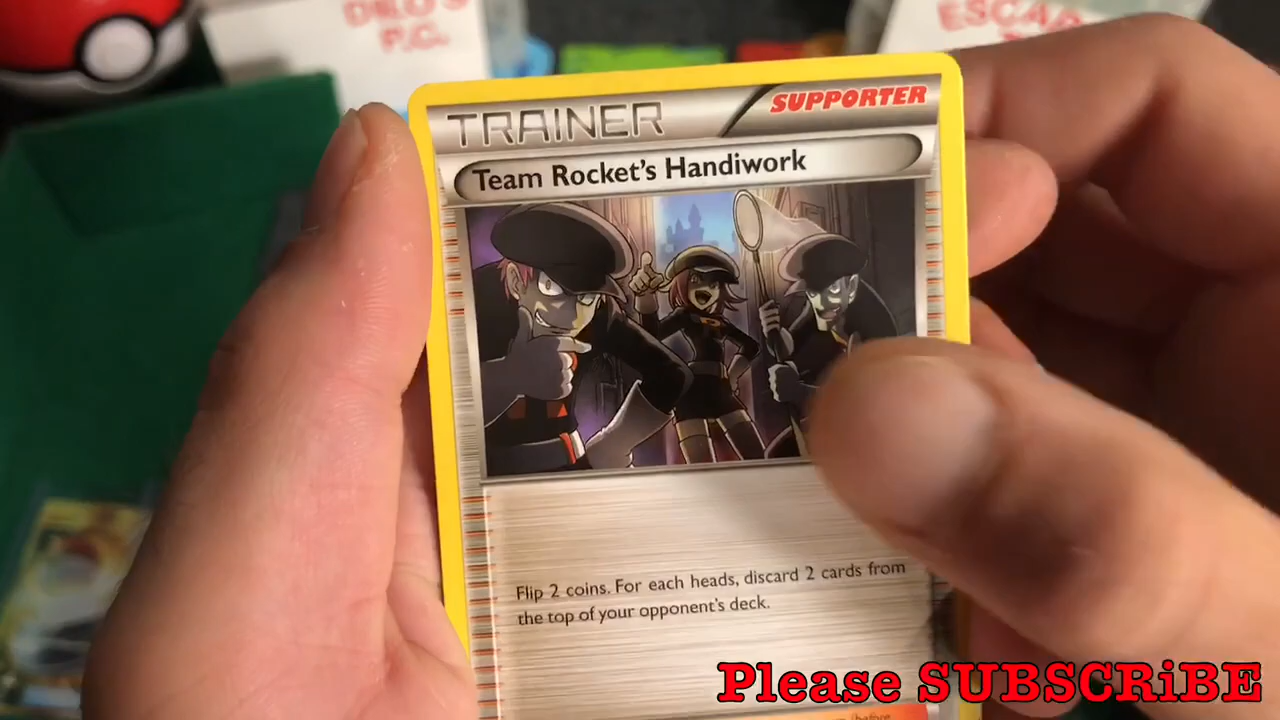 F.C.
TRAINER
SUPPORTER
Team Rocket's Handiwork
Flip 2 coins. For each heads, discard 2 cards from
the top of your opponent's deck.
before
Please SUBSCRiBE